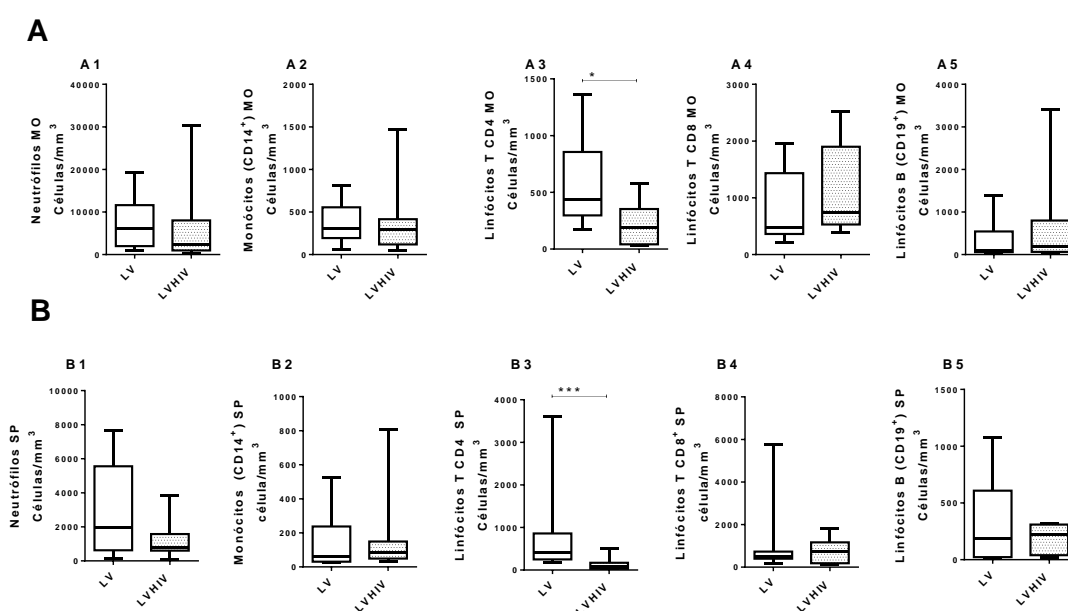 A
A 1
A 2
A 3
A 4
A 5
Neutrófilos MO
Células/mm³
40000
30000
20000
10000
0
LV
LVHIV
Monócitos (CD14⁺) MO
Células/mm³
2000
1500
1000
500
0
LV
LVHIV
Linfócitos T CD4 MO
Células/mm³
1500
1000
500
0
*
LV
LVHIV
Linfócitos T CD8 MO
Células/mm³
3000
2000
1000
0
LV
LVHIV
Linfócitos B (CD19⁺) MO
Células/mm³
4000
3000
2000
1000
0
LV
LVHIV
B
B 1
B 2
B 3
B 4
B 5
Neutrófilos SP
Células/mm³
10000
8000
6000
4000
2000
0
LV
LVHIV
Monócitos (CD14⁺) SP
célula/mm³
1000
800
600
400
200
0
LV
LVHIV
Linfócitos T CD4 SP
Células/mm³
4000
3000
2000
1000
0
***
LV
LVHIV
Linfócitos T CD8⁺ SP
células/mm³
8000
6000
4000
2000
0
LV
LVHIV
Linfócitos B (CD19⁺) SP
Células/mm³
1500
1000
500
0
LV
LVHIV